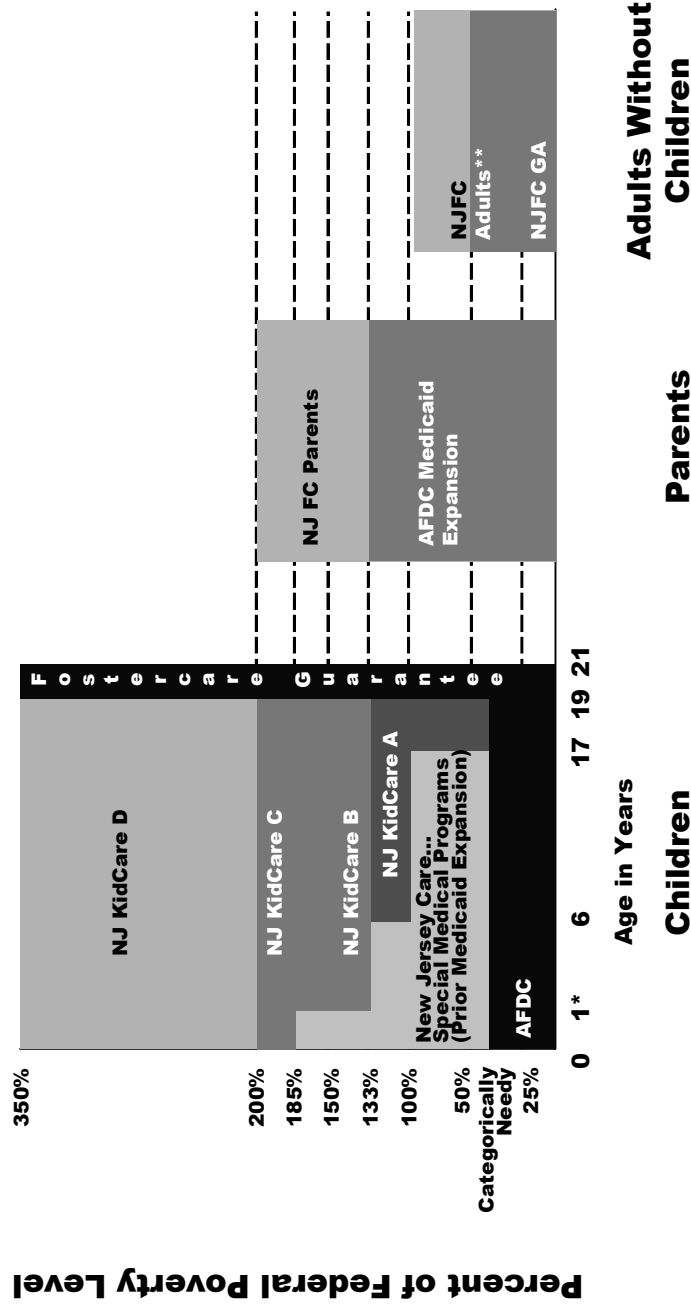 Percent of Federal Poverty Level
350%
200%
185%
150%
133%
100%
50%
Categorically
Needy
25%
NJ KidCare D
NJ KidCare C
NJ KidCare B
NJ KidCare A
New Jersey Care...
Special Medical Programs
(Prior Medicaid Expansion)
AFDC
Fostercare Guarantee
0
1*
6
17
19
21
Age in Years
Children
NJ FC Parents
AFDC Medicaid
Expansion
Parents
NJFC
Adults**
NJFC GA
Adults Without
Children